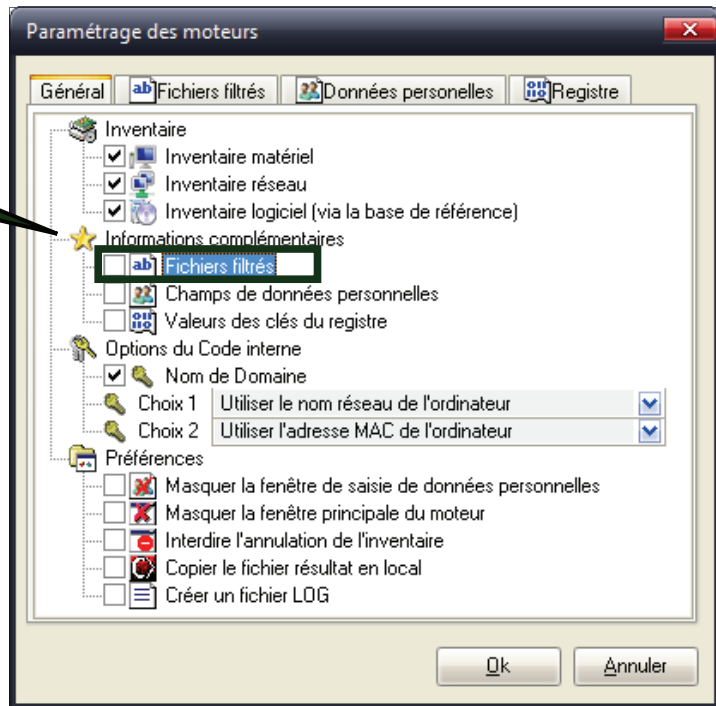 Paramétrage des moteurs
Général Fichiers filtrés Données personelles Registre
Inventaire
Inventaire matériel
Inventaire réseau
Inventaire logiciel (via la base de référence)
Informations complémentaires
Fichiers filtrés
Champs de données personnelles
Valeurs des clés du registre
Options du Code interne
Nom de Domaine
Choix 1 Utiliser le nom réseau de l'ordinateur
Choix 2 Utiliser l'adresse MAC de l'ordinateur
Préférences
Masquer la fenêtre de saisie de données personnelles
Masquer la fenêtre principale du moteur
Interdire l'annulation de l'inventaire
Copier le fichier résultat en local
Créer un fichier LOG
Ok Annuler